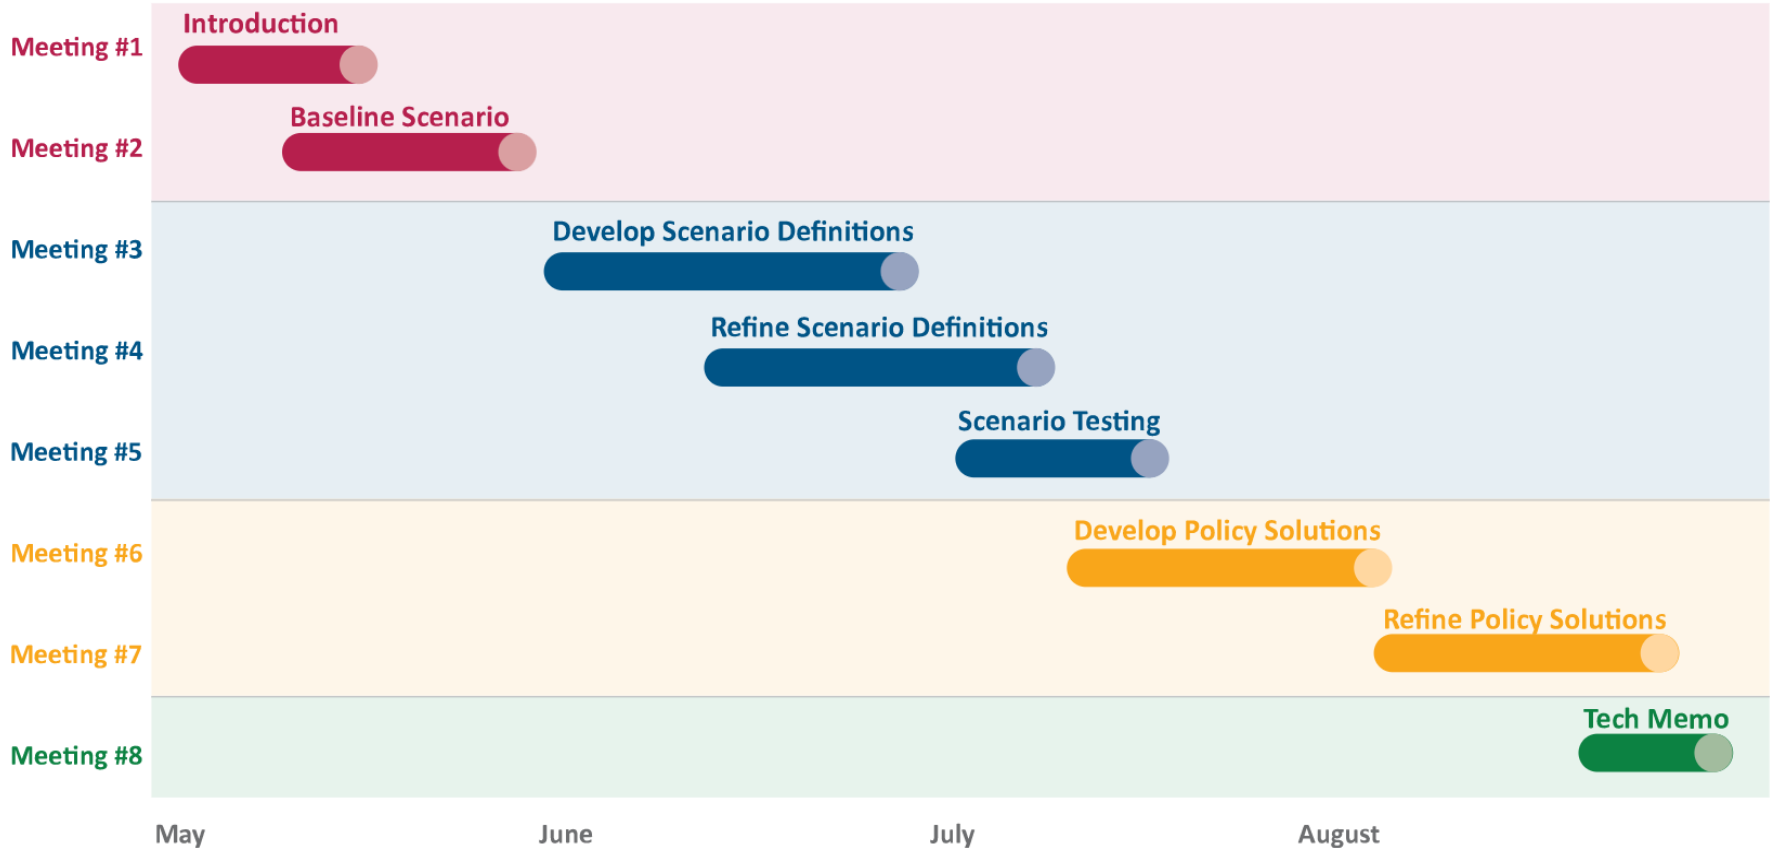 Introduction
Meeting #1
Baseline Scenario
Meeting #2
Develop Scenario Definitions
Meeting #3
Refine Scenario Definitions
Meeting #4
Scenario Testing
Meeting #5
Develop Policy Solutions
Meeting #6
Refine Policy Solutions
Meeting #7
Tech Memo
Meeting #8
May June July August